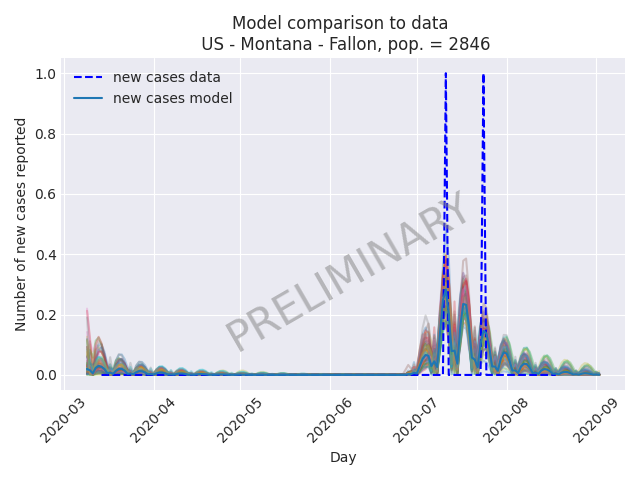 Model comparison to data
US - Montana - Fallon, pop. = 2846
new cases data
new cases model
1.0
0.8
0.6
0.4
0.2
0.0
Number of new cases reported
PRELIMINARY
2020-03
2020-04
2020-05
2020-06
2020-07
2020-08
2020-09
Day